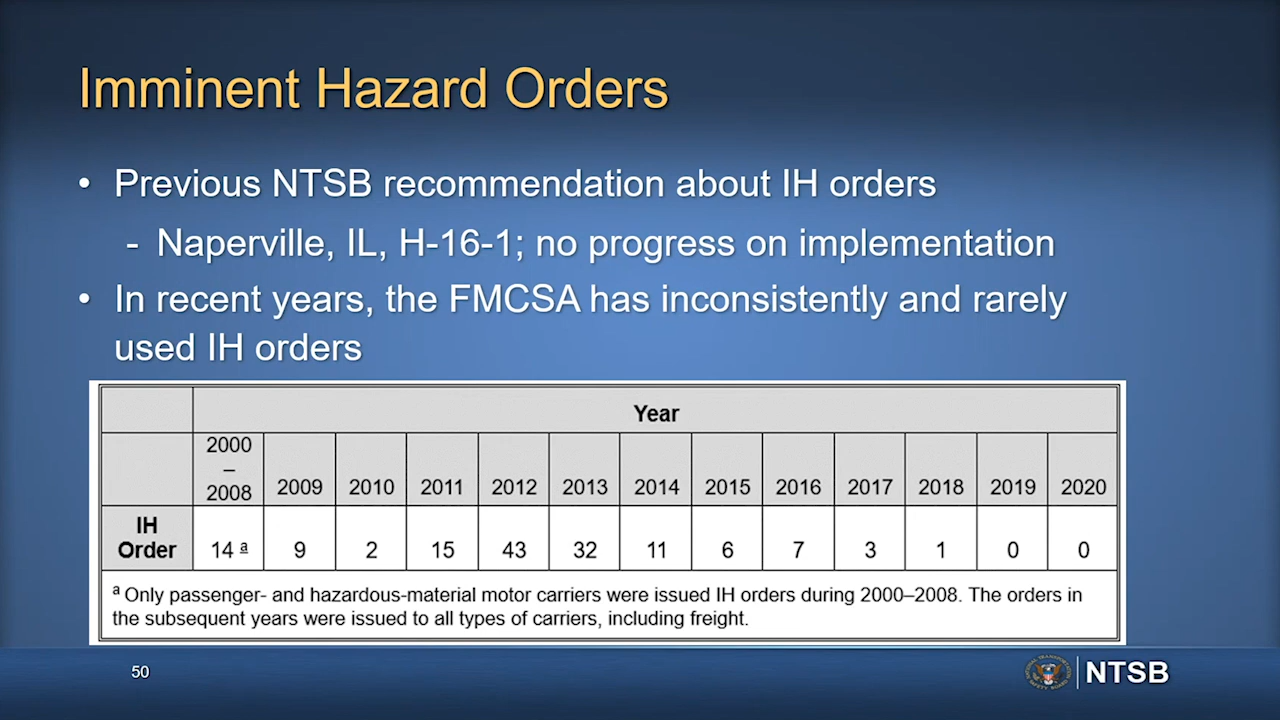 Imminent Hazard Orders
• Previous NTSB recommendation about IH orders
- Naperville, IL, H-16-1; no progress on implementation
• In recent years, the FMCSA has inconsistently and rarely
used IH orders
Year
2000
–
2008 2009 2010 2011 2012 2013 2014 2015 2016 2017 2018 2019 2020
IH
Order 14 a 9 2 15 43 32 11 6 7 3 1 0 0
a Only passenger- and hazardous-material motor carriers were issued IH orders during 2000–2008. The orders in
the subsequent years were issued to all types of carriers, including freight.
50
NTSB